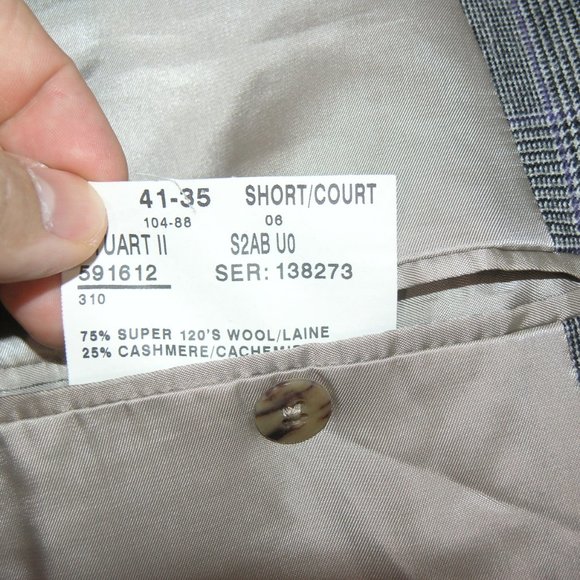 41-35 SHORT/COURT
104-88 06
UART II S2AB U0
591612 SER: 138273
310
75% SUPER 120'S WOOL/LAINE
25% CASHMERE/CACHEMI